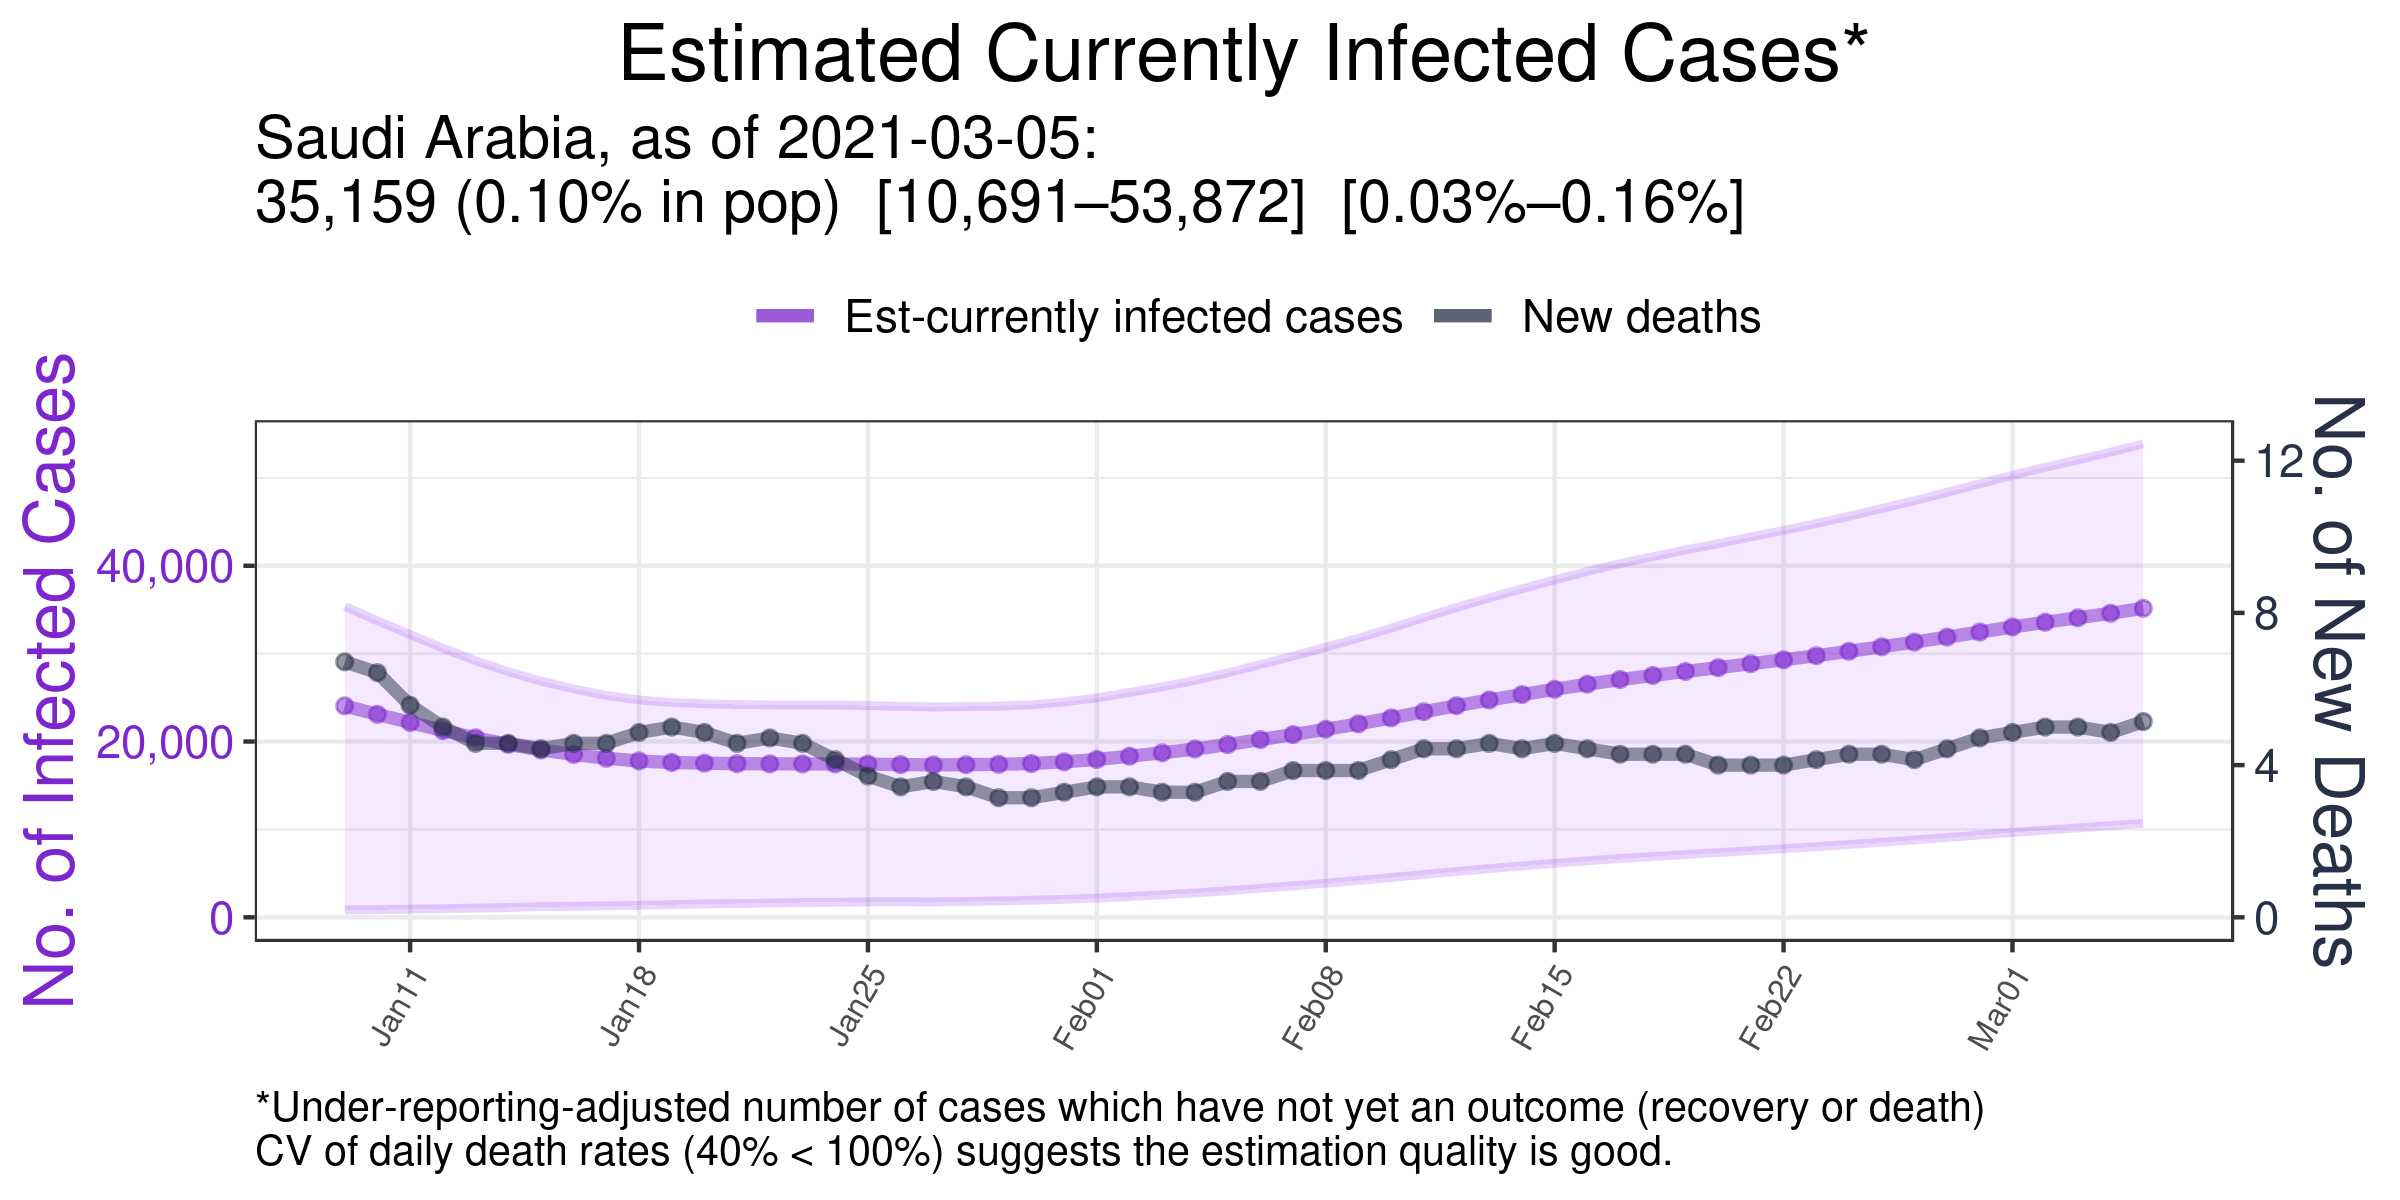 Estimated Currently Infected Cases*
Saudi Arabia, as of 2021-03-05:
35,159 (0.10% in pop)  [10,691–53,872]  [0.03%–0.16%]
Est-currently infected cases
New deaths
No. of Infected Cases
40,000
20,000
0
12
8
4
0
No. of New Deaths
Jan11
Jan18
Jan25
Feb01
Feb08
Feb15
Feb22
Mar01
*Under-reporting-adjusted number of cases which have not yet an outcome (recovery or death)
CV of daily death rates (40% < 100%) suggests the estimation quality is good.